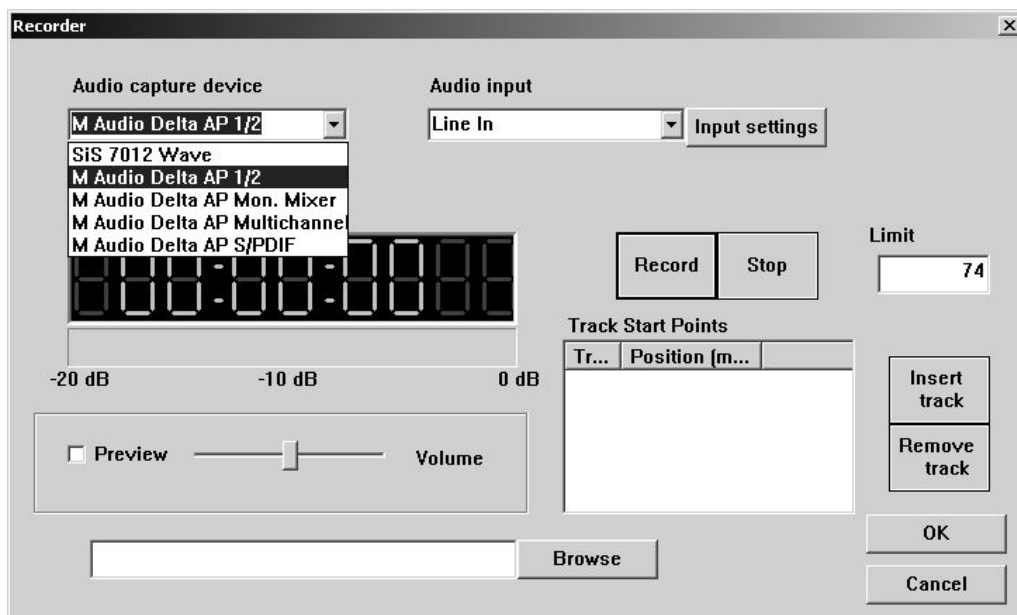 Recorder
Audio capture device
Audio input
M Audio Delta AP 1/2
Line In
Input settings
SiS 7012 Wave
M Audio Delta AP 1/2
M Audio Delta AP Mon. Mixer
M Audio Delta AP Multichannel
M Audio Delta AP S/PDIF
00:00:00
Record
Stop
Limit
74
Track Start Points
Tr...
Position (m...
-20 dB
-10 dB
0 dB
Insert
track
Remove
track
Preview
Volume
Browse
OK
Cancel